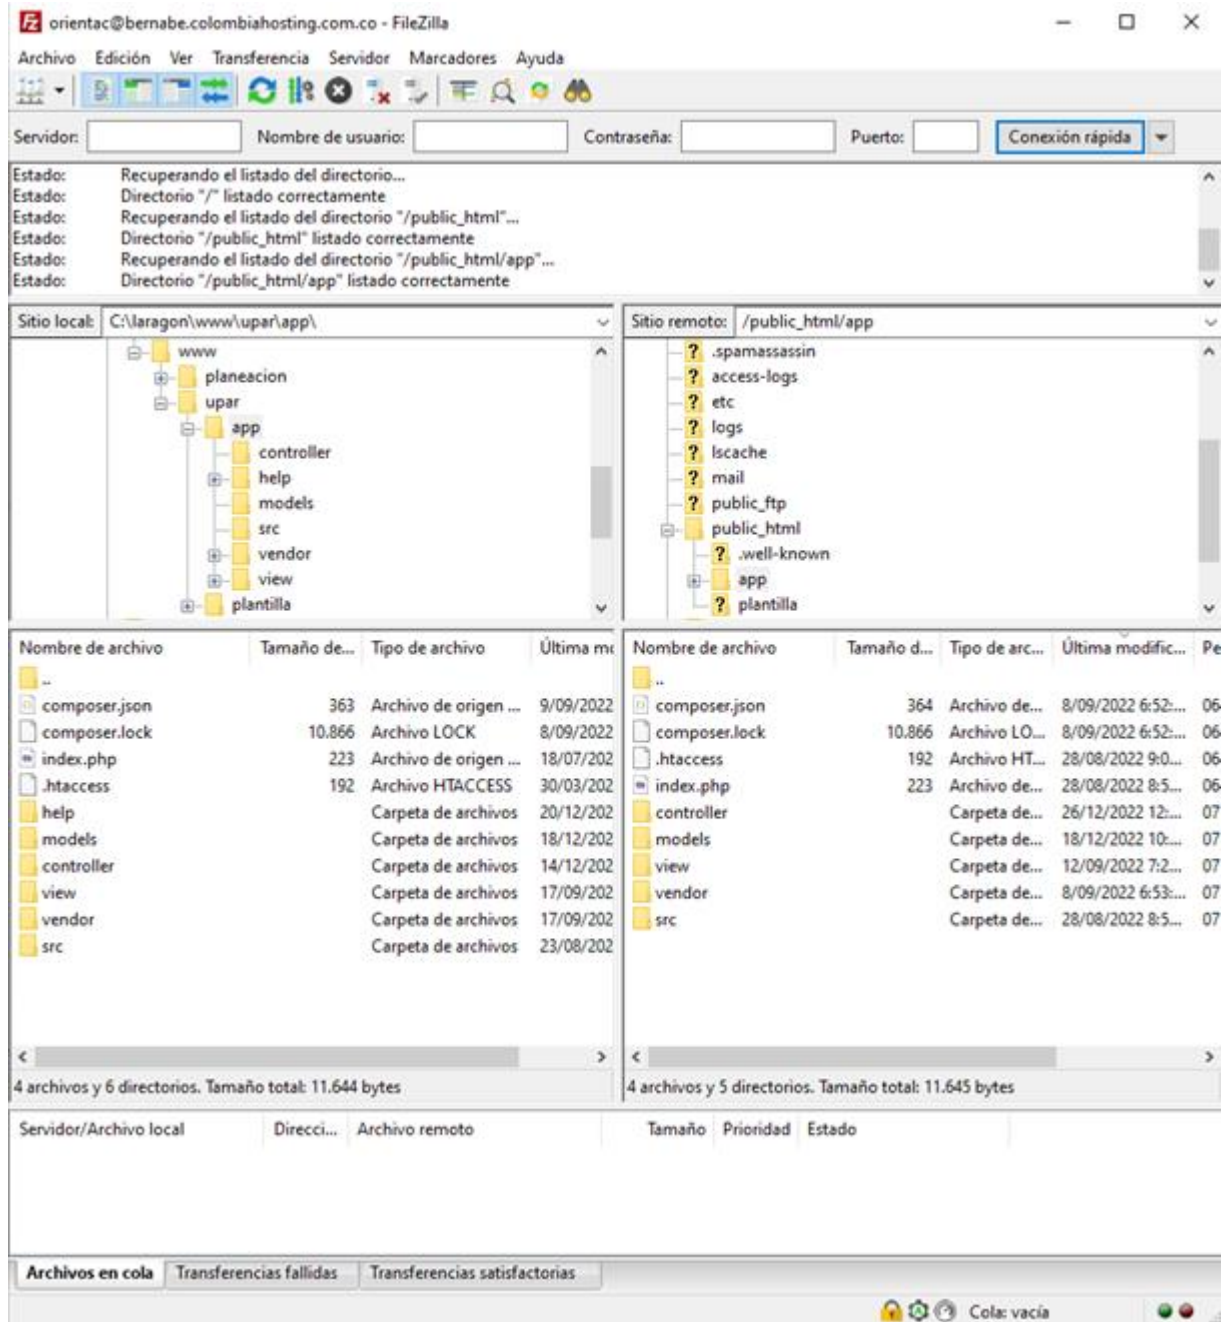 orientac@bernabe.colombiahosting.com.co - FileZilla
Archivo Edición Ver Transferencia Servidor Marcadores Ayuda
Servidor: Nombre de usuario: Contraseña: Puerto: Conexión rápida
Estado: Recuperando el listado del directorio...
Estado: Directorio "/" listado correctamente
Estado: Recuperando el listado del directorio "/public_html"...
Estado: Directorio "/public_html" listado correctamente
Estado: Recuperando el listado del directorio "/public_html/app"...
Estado: Directorio "/public_html/app" listado correctamente
Sitio local: C:\laragon\www\upar\app\
www
planeacion
upar
app
controller
help
models
src
vendor
view
plantilla
Sitio remoto: /public_html/app
.spamassassin
access-logs
etc
logs
lscache
mail
public_ftp
public_html
.well-known
app
plantilla
Nombre de archivo Tamaño de... Tipo de archivo Última mo
..
composer.json 363 Archivo de origen ... 9/09/2022
composer.lock 10.866 Archivo LOCK 8/09/2022
index.php 223 Archivo de origen ... 18/07/202
.htaccess 192 Archivo HTACCESS 30/03/202
help Carpeta de archivos 20/12/202
models Carpeta de archivos 18/12/202
controller Carpeta de archivos 14/12/202
view Carpeta de archivos 17/09/202
vendor Carpeta de archivos 17/09/202
src Carpeta de archivos 23/08/202
4 archivos y 6 directorios. Tamaño total: 11.644 bytes
Nombre de archivo Tamaño d... Tipo de arc... Última modific... Pe
..
composer.json 364 Archivo de... 8/09/2022 6:52:... 06
composer.lock 10.866 Archivo LO... 8/09/2022 6:52:... 06
.htaccess 192 Archivo HT... 28/08/2022 9:0... 06
index.php 223 Archivo de... 28/08/2022 8:5... 06
controller Carpeta de... 26/12/2022 12:... 07
models Carpeta de... 18/12/2022 10:... 07
view Carpeta de... 12/09/2022 7:2... 07
vendor Carpeta de... 8/09/2022 6:53:... 07
src Carpeta de... 28/08/2022 8:5... 07
4 archivos y 5 directorios. Tamaño total: 11.645 bytes
Servidor/Archivo local Direcci... Archivo remoto Tamaño Prioridad Estado
Archivos en cola Transferencias fallidas Transferencias satisfactorias
Cola: vacía